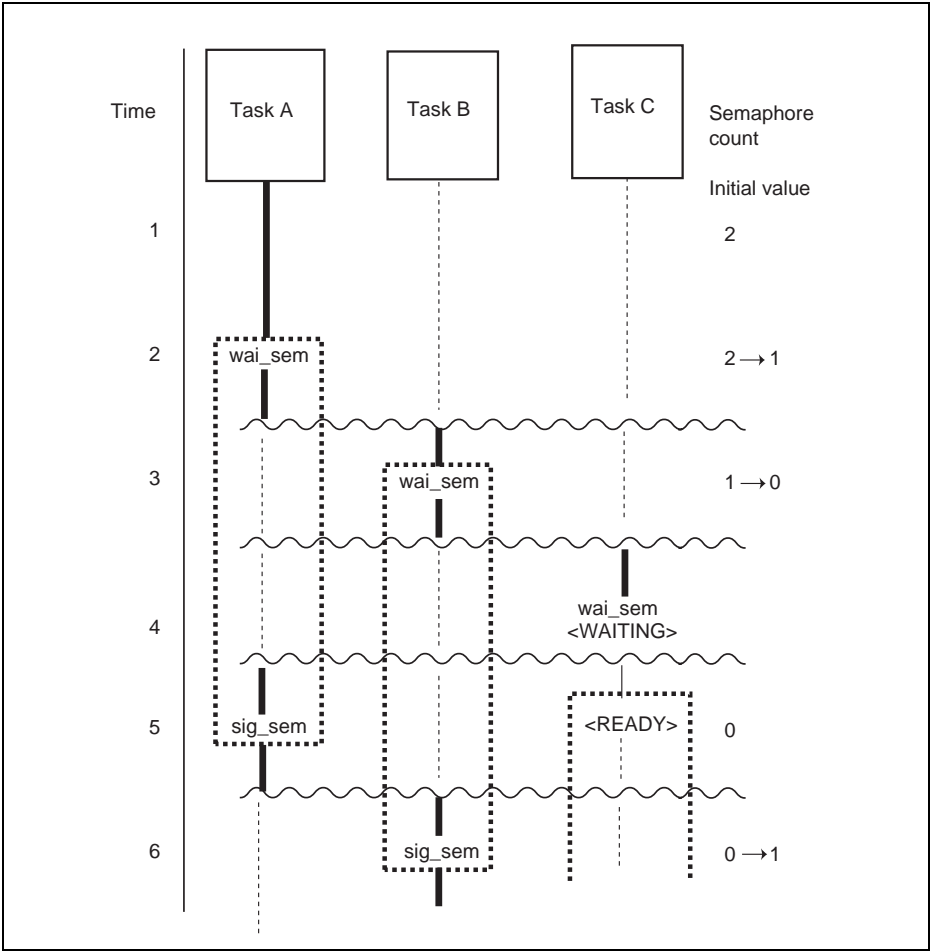 Time
Task A
Task B
Task C
Semaphore
count
Initial value
1
2
2
wai_sem
2 → 1
3
wai_sem
1 → 0
4
wai_sem
<WAITING>
5
sig_sem
<READY>
0
6
sig_sem
0 → 1